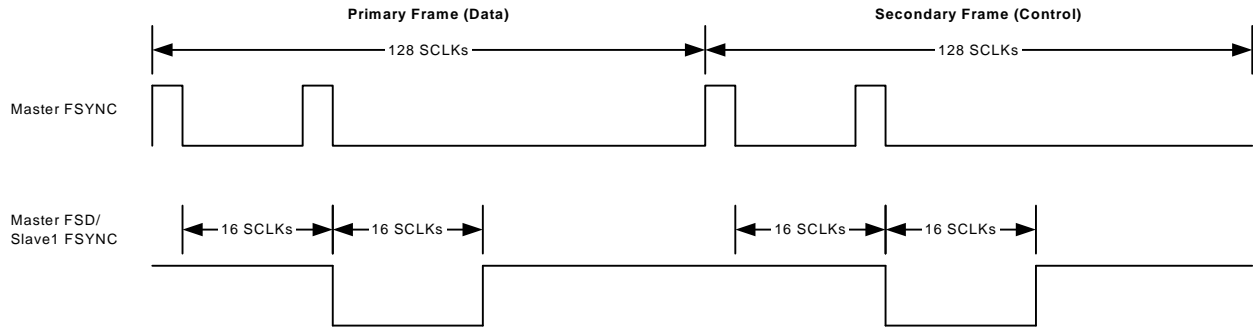 Primary Frame (Data)
Secondary Frame (Control)
128 SCLKs
128 SCLKs
Master FSYNC
Master FSD/
Slave1 FSYNC
16 SCLKs
16 SCLKs
16 SCLKs
16 SCLKs